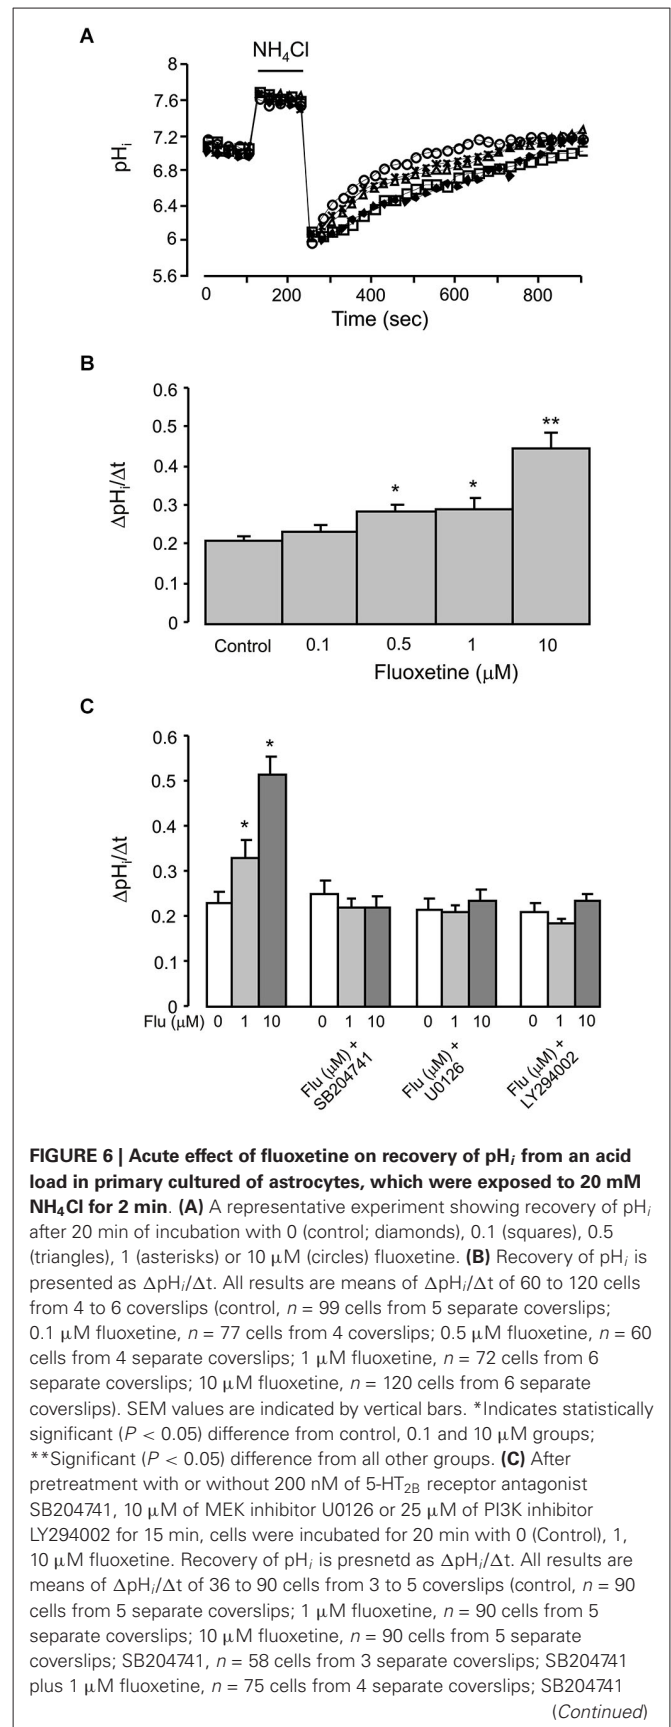 A
NH4Cl
8
7.6
7.2
6.8
6.4
6
5.6
pHi
0 200 400 600 800
Time (sec)
B
0.6
0.5
0.4
0.3
0.2
0.1
0
ΔpHi/Δt
* * **
Control 0.1 0.5 1 10
Fluoxetine (μM)
C
0.6
0.5
0.4
0.3
0.2
0.1
0
ΔpHi/Δt
* *
Flu (μM) 0 1 10 0 1 10 0 1 10 0 1 10
Flu (μM) +
SB204741
Flu (μM) +
U0126
Flu (μM) +
LY294002
FIGURE 6 | Acute effect of fluoxetine on recovery of pHi from an acid
load in primary cultured of astrocytes, which were exposed to 20 mM
NH4Cl for 2 min. (A) A representative experiment showing recovery of pHi
after 20 min of incubation with 0 (control; diamonds), 0.1 (squares), 0.5
(triangles), 1 (asterisks) or 10 μM (circles) fluoxetine. (B) Recovery of pHi is
presented as ΔpHi/Δt. All results are means of ΔpHi/Δt of 60 to 120 cells
from 4 to 6 coverslips (control, n = 99 cells from 5 separate coverslips;
0.1 μM fluoxetine, n = 77 cells from 4 coverslips; 0.5 μM fluoxetine, n = 60
cells from 4 separate coverslips; 1 μM fluoxetine, n = 72 cells from 6
separate coverslips; 10 μM fluoxetine, n = 120 cells from 6 separate
coverslips). SEM values are indicated by vertical bars. *Indicates statistically
significant (P < 0.05) difference from control, 0.1 and 10 μM groups;
**Significant (P < 0.05) difference from all other groups. (C) After
pretreatment with or without 200 nM of 5-HT2B receptor antagonist
SB204741, 10 μM of MEK inhibitor U0126 or 25 μM of PI3K inhibitor
LY294002 for 15 min, cells were incubated for 20 min with 0 (Control), 1,
10 μM fluoxetine. Recovery of pHi is presnetd as ΔpHi/Δt. All results are
means of ΔpHi/Δt of 36 to 90 cells from 3 to 5 coverslips (control, n = 90
cells from 5 separate coverslips; 1 μM fluoxetine, n = 90 cells from 5
separate coverslips; 10 μM fluoxetine, n = 90 cells from 5 separate
coverslips; SB204741, n = 58 cells from 3 separate coverslips; SB204741
plus 1 μM fluoxetine, n = 75 cells from 4 separate coverslips; SB204741
(Continued)